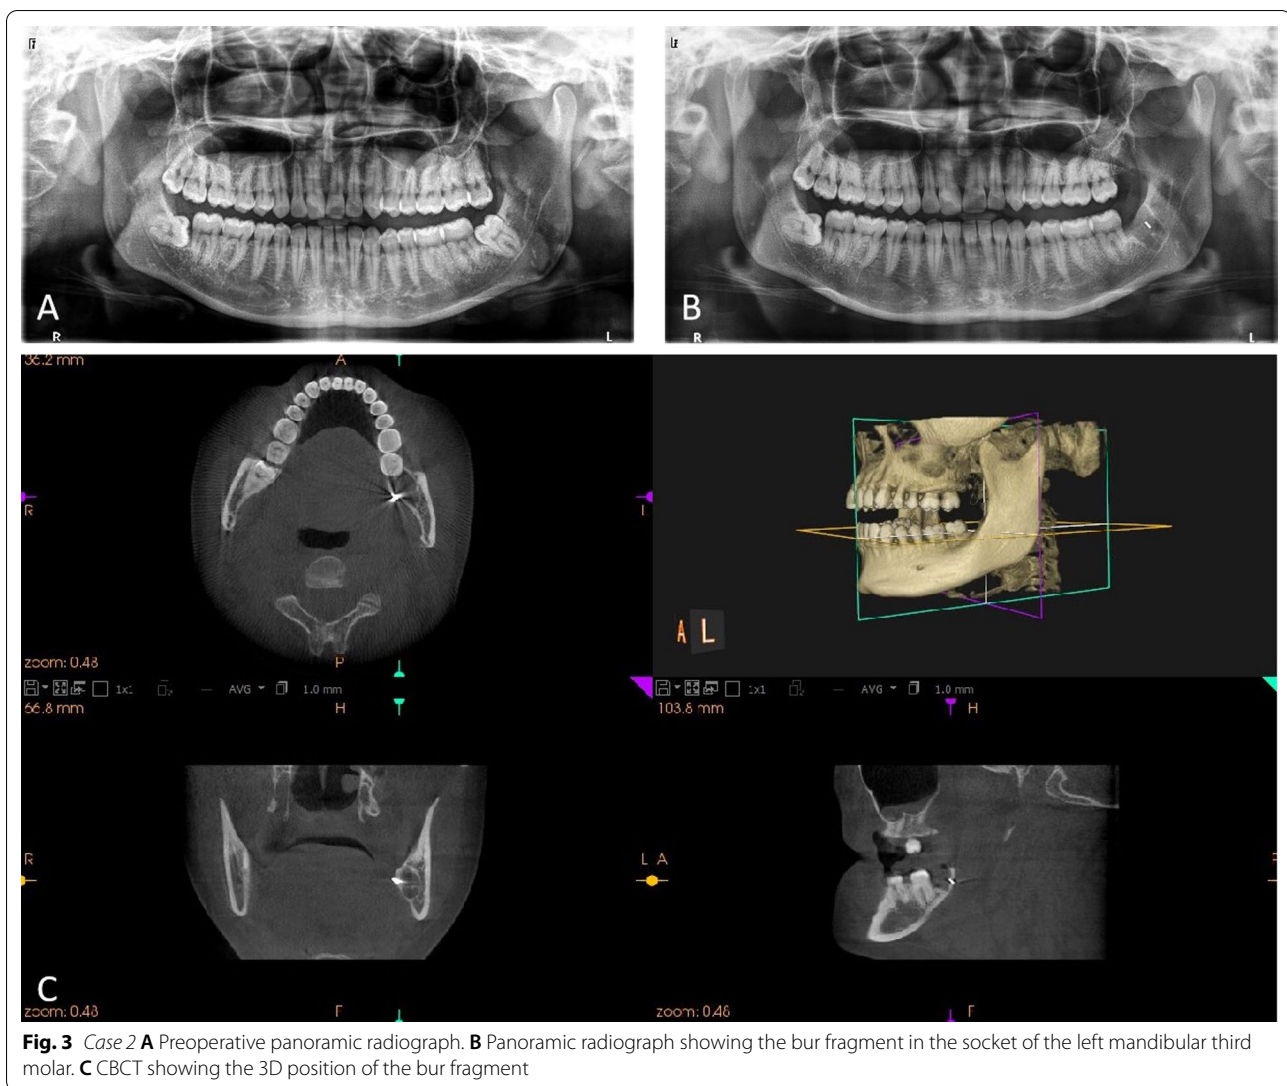 A
R
L
B
R
L
36.2 mm
A
R
L
zoom: 0.48
P
A L
1x1
AVG
1.0 mm
1x1
AVG
1.0 mm
66.8 mm
H
103.8 mm
H
R
L
A
P
C
zoom: 0.48
F
zoom: 0.48
F
Fig. 3 Case 2 A Preoperative panoramic radiograph. B Panoramic radiograph showing the bur fragment in the socket of the left mandibular third
molar. C CBCT showing the 3D position of the bur fragment